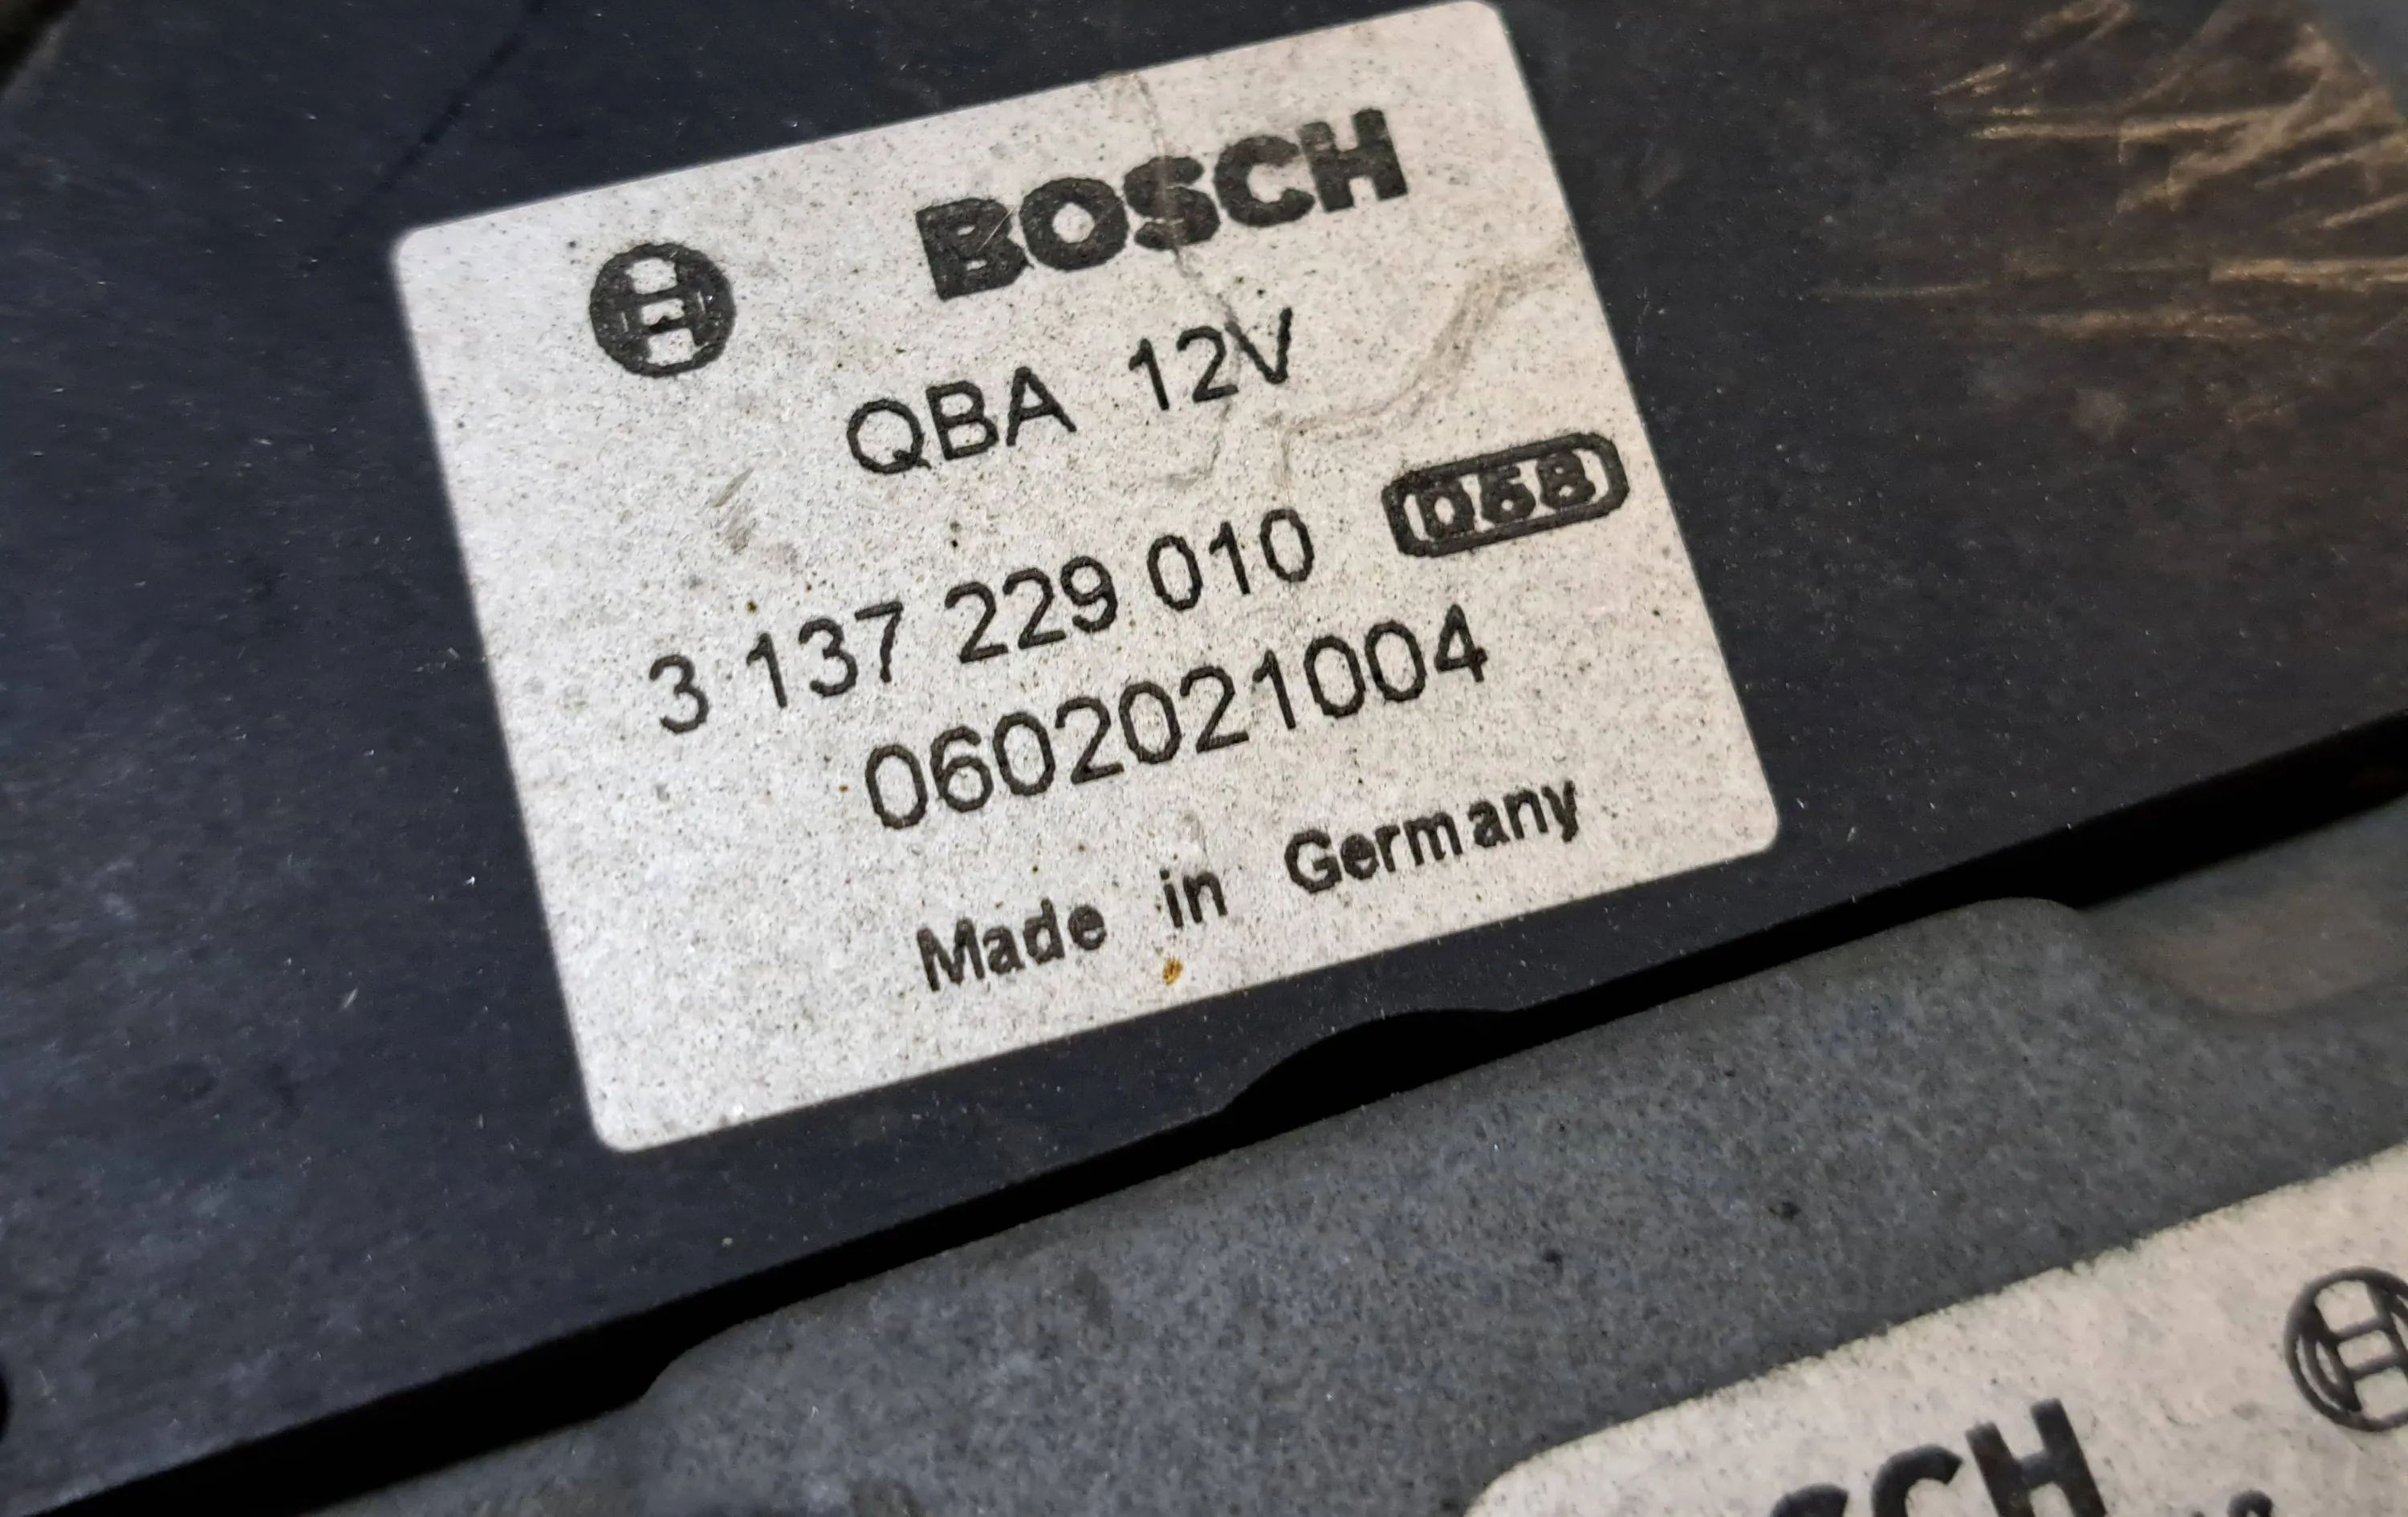 BOSCH
QBA 12V
3 137 229 010
0602021004
Made in Germany